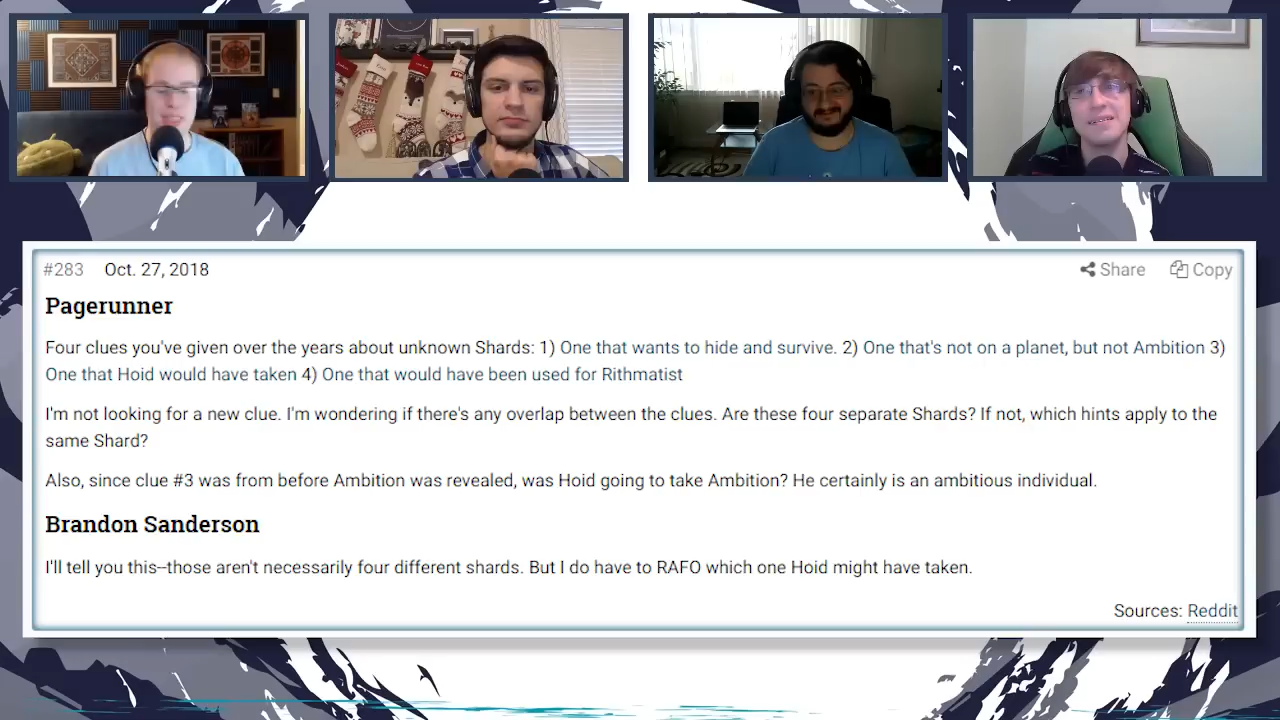 #283 Oct. 27, 2018 Share Copy
Pagerunner
Four clues you've given over the years about unknown Shards: 1) One that wants to hide and survive. 2) One that's not on a planet, but not Ambition 3)
One that Hoid would have taken 4) One that would have been used for Rithmatist
I'm not looking for a new clue. I'm wondering if there's any overlap between the clues. Are these four separate Shards? If not, which hints apply to the
same Shard?
Also, since clue #3 was from before Ambition was revealed, was Hoid going to take Ambition? He certainly is an ambitious individual.
Brandon Sanderson
I'll tell you this--those aren't necessarily four different shards. But I do have to RAFO which one Hoid might have taken.
Sources: Reddit